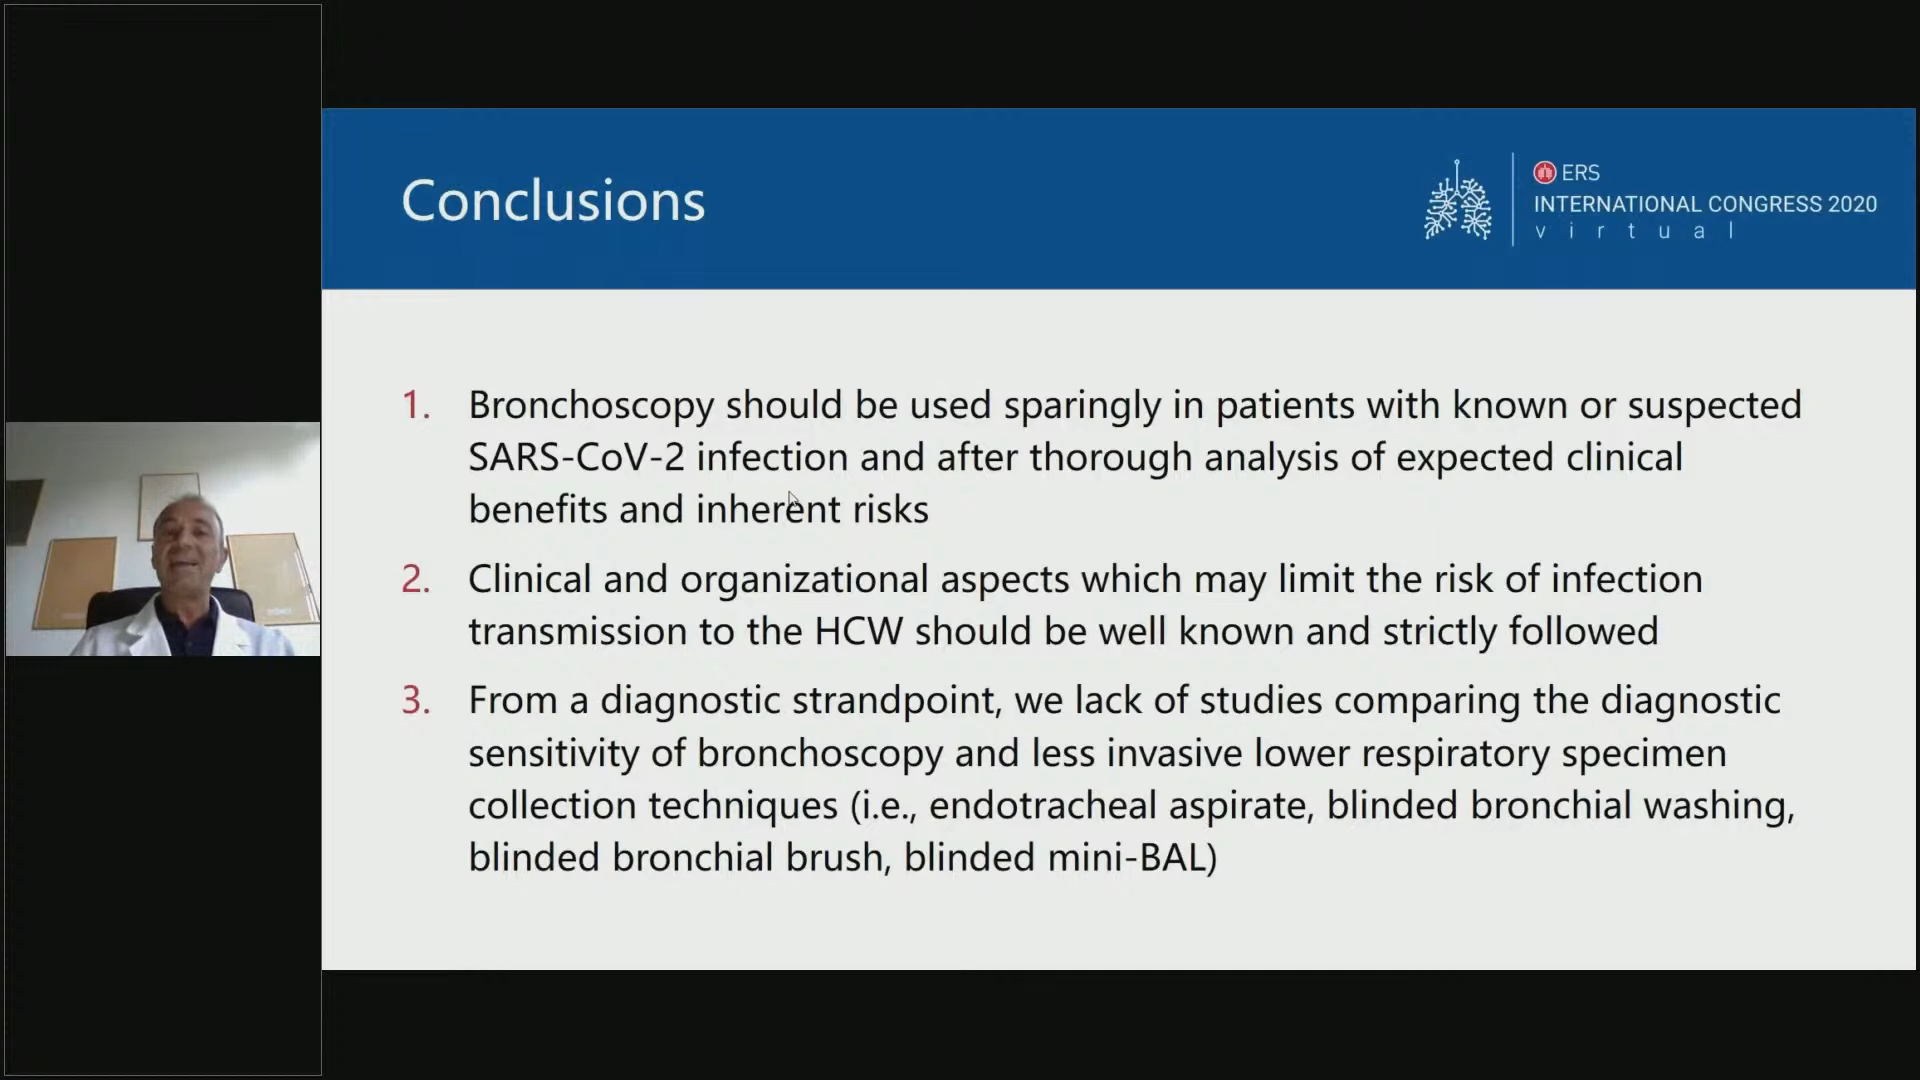 Conclusions
ERS
INTERNATIONAL CONGRESS 2020
virtual
1. Bronchoscopy should be used sparingly in patients with known or suspected
SARS-CoV-2 infection and after thorough analysis of expected clinical
benefits and inherent risks
2. Clinical and organizational aspects which may limit the risk of infection
transmission to the HCW should be well known and strictly followed
3. From a diagnostic strandpoint, we lack of studies comparing the diagnostic
sensitivity of bronchoscopy and less invasive lower respiratory specimen
collection techniques (i.e., endotracheal aspirate, blinded bronchial washing,
blinded bronchial brush, blinded mini-BAL)